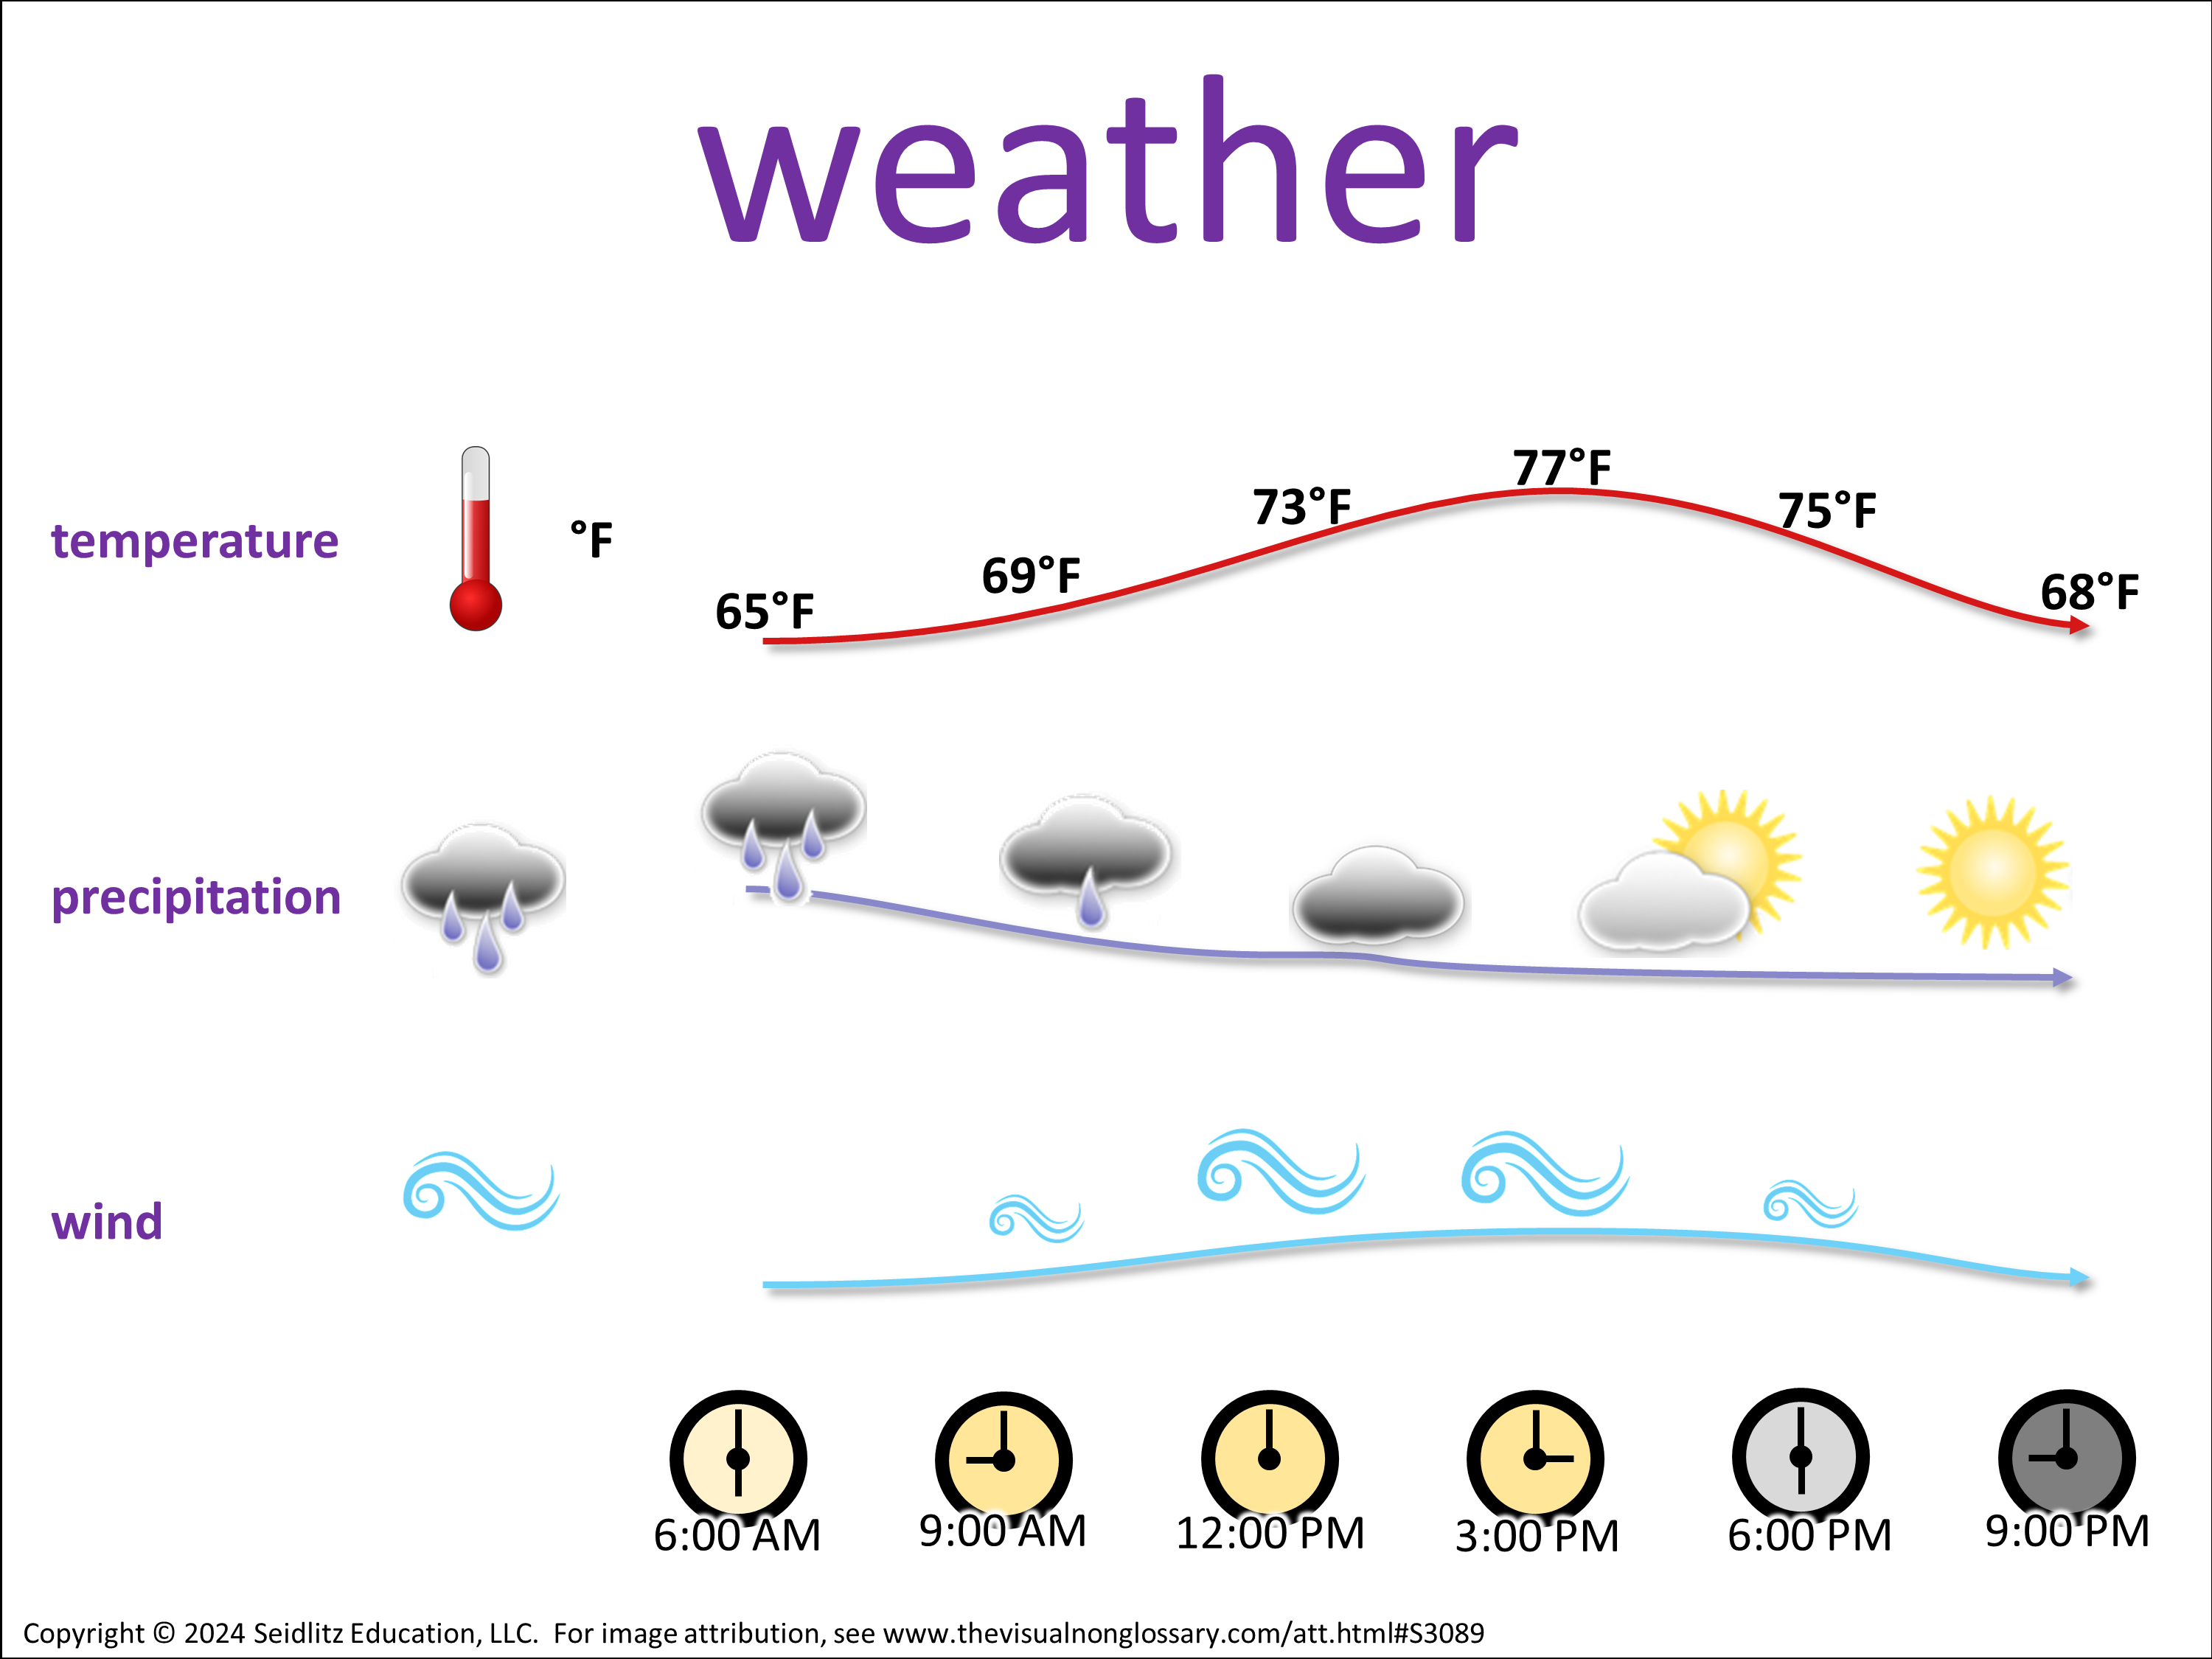 weather
temperature
°F
65°F
69°F
73°F
77°F
75°F
68°F
precipitation
wind
6:00 AM
9:00 AM
12:00 PM
3:00 PM
6:00 PM
9:00 PM
Copyright © 2024 Seidlitz Education, LLC.  For image attribution, see www.thevisualnonglossary.com/att.html#S3089